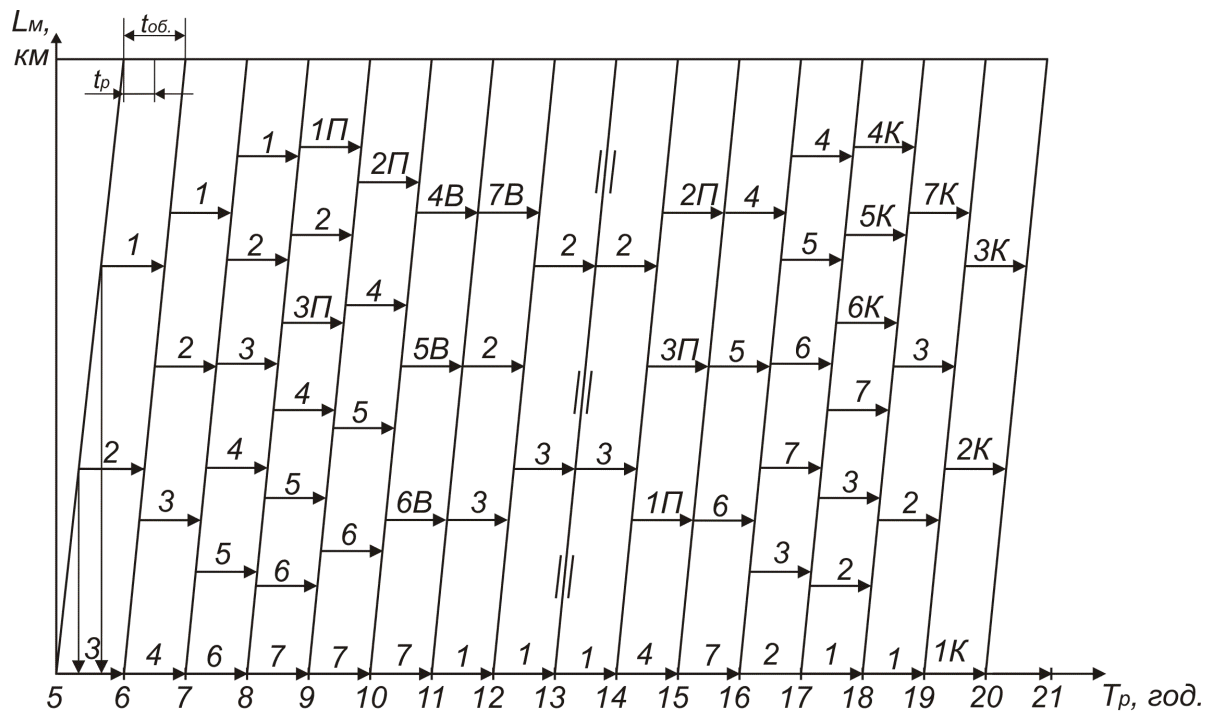 Lм,
км
tоб.
tр
1 1П
4 4К
2П
1 4В 7В 2П 4 7К
2 5К
1 2 5
2 2 3К
4
3П 6К
5В 2 3П 5 6 3
2 3
4 7
5
2 4 3 3 7 2К
5 3
3 6В 3 1П 6 2
6
5 6 3 2
3 4 6 7 7 7 1 1 1 4 7 2 1 1 1К
5 6 7 8 9 10 11 12 13 14 15 16 17 18 19 20 21 Tр, год.